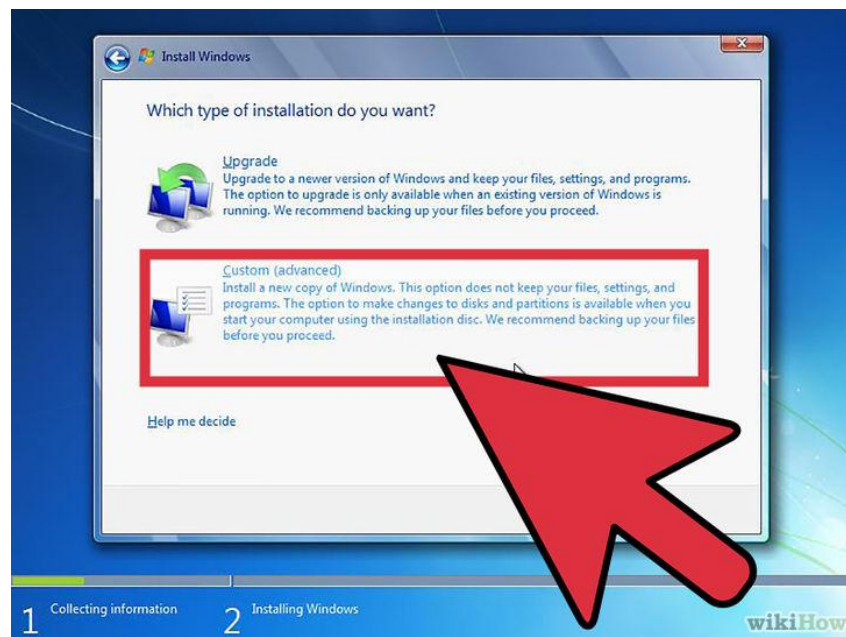 Install Windows
Which type of installation do you want?
Upgrade
Upgrade to a newer version of Windows and keep your files, settings, and programs.
The option to upgrade is only available when an existing version of Windows is
running. We recommend backing up your files before you proceed.
Custom (advanced)
Install a new copy of Windows. This option does not keep your files, settings, and
programs. The option to make changes to disks and partitions is available when you
start your computer using the installation disc. We recommend backing up your files
before you proceed.
Help me decide
1 Collecting information 2 Installing Windows
wikiHow